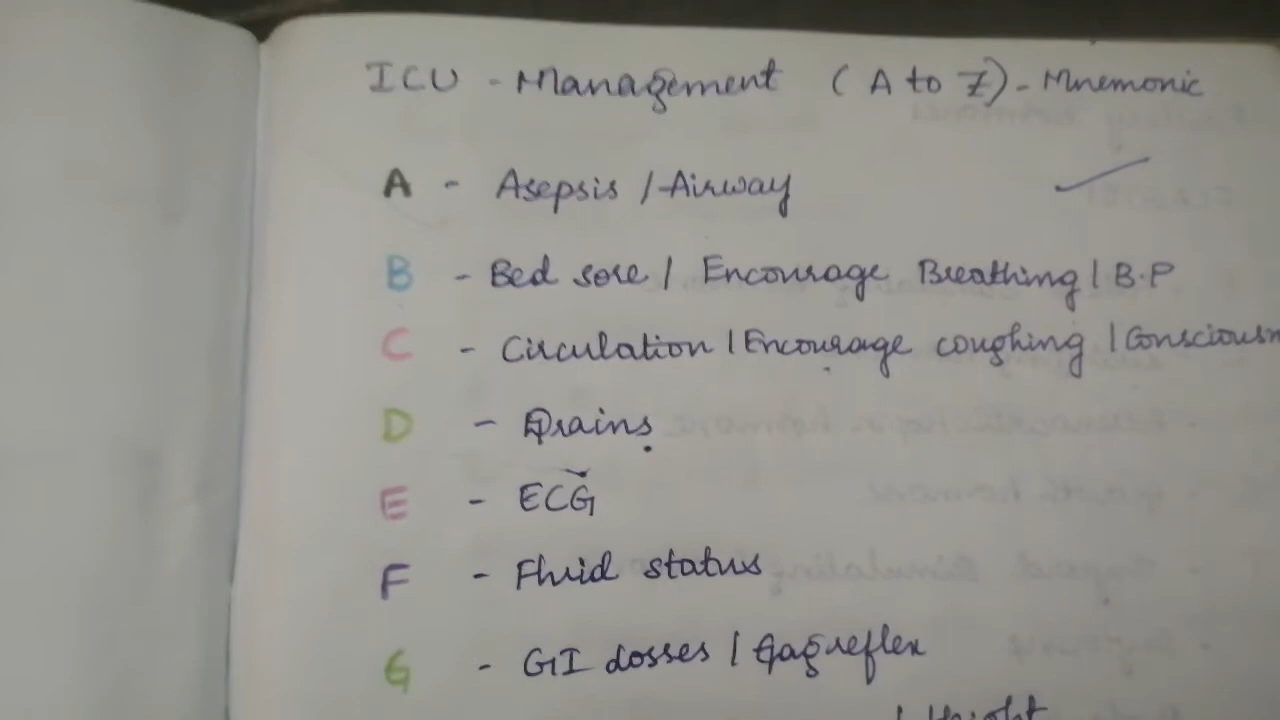 ICU - Management (A to Z) - Mnemonic
A - Asepsis / Airway
B - Bed sore / Encourage Breathing / B.P
C - Circulation / Encourage coughing / Consciousn
D - Drains
E - ECG
F - Fluid status
G - GI losses / Gag reflex
/ Height